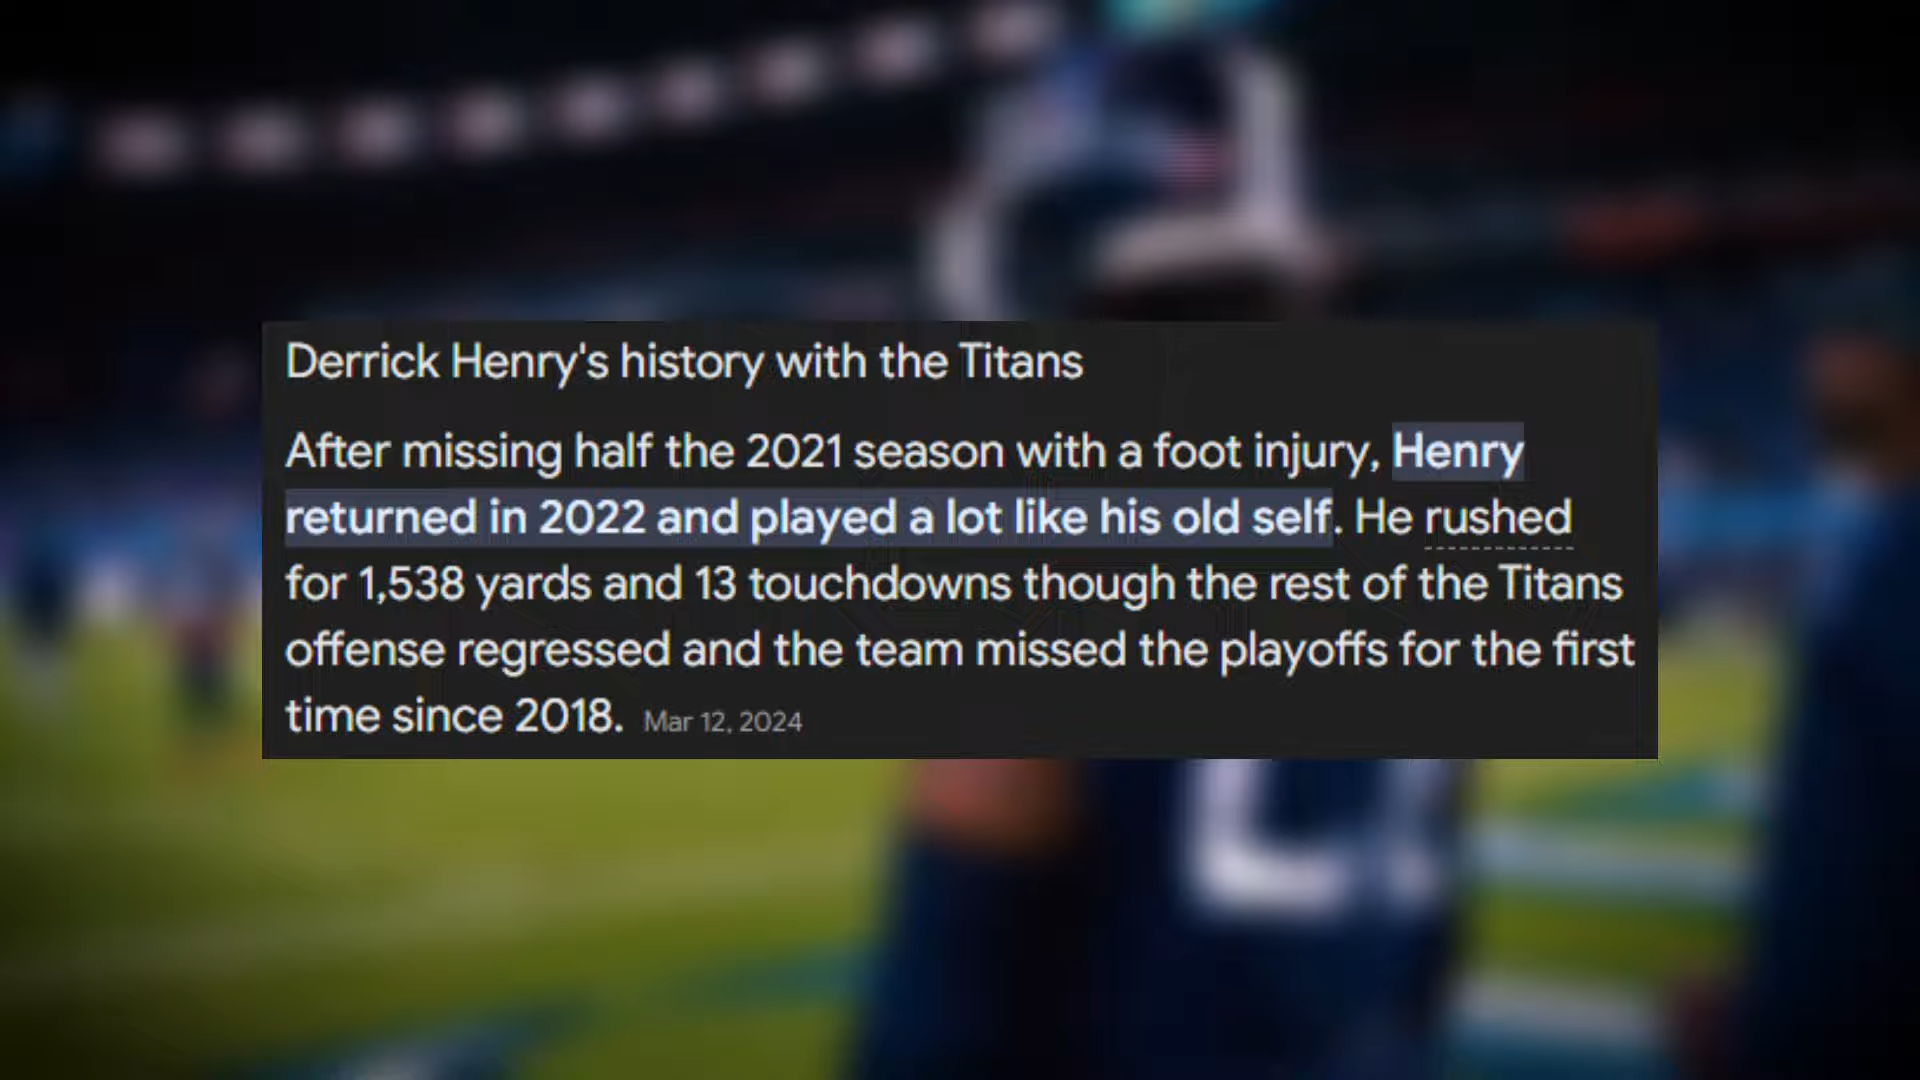 Derrick Henry's history with the Titans
After missing half the 2021 season with a foot injury, Henry
returned in 2022 and played a lot like his old self. He rushed
for 1,538 yards and 13 touchdowns though the rest of the Titans
offense regressed and the team missed the playoffs for the first
time since 2018. Mar 12, 2024